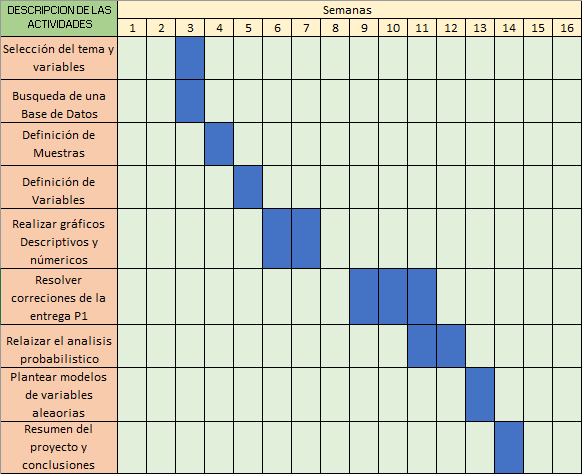 DESCRIPCION DE LAS
ACTIVIDADES
Semanas
1 2 3 4 5 6 7 8 9 10 11 12 13 14 15 16
Selección del tema y
variables
Busqueda de una
Base de Datos
Definición de
Muestras
Definición de
Variables
Realizar gráficos
Descriptivos y
númericos
Resolver
correciones de la
entrega P1
Relaizar el analisis
probabilistico
Plantear modelos
de variables
aleaorias
Resumen del
proyecto y
conclusiones